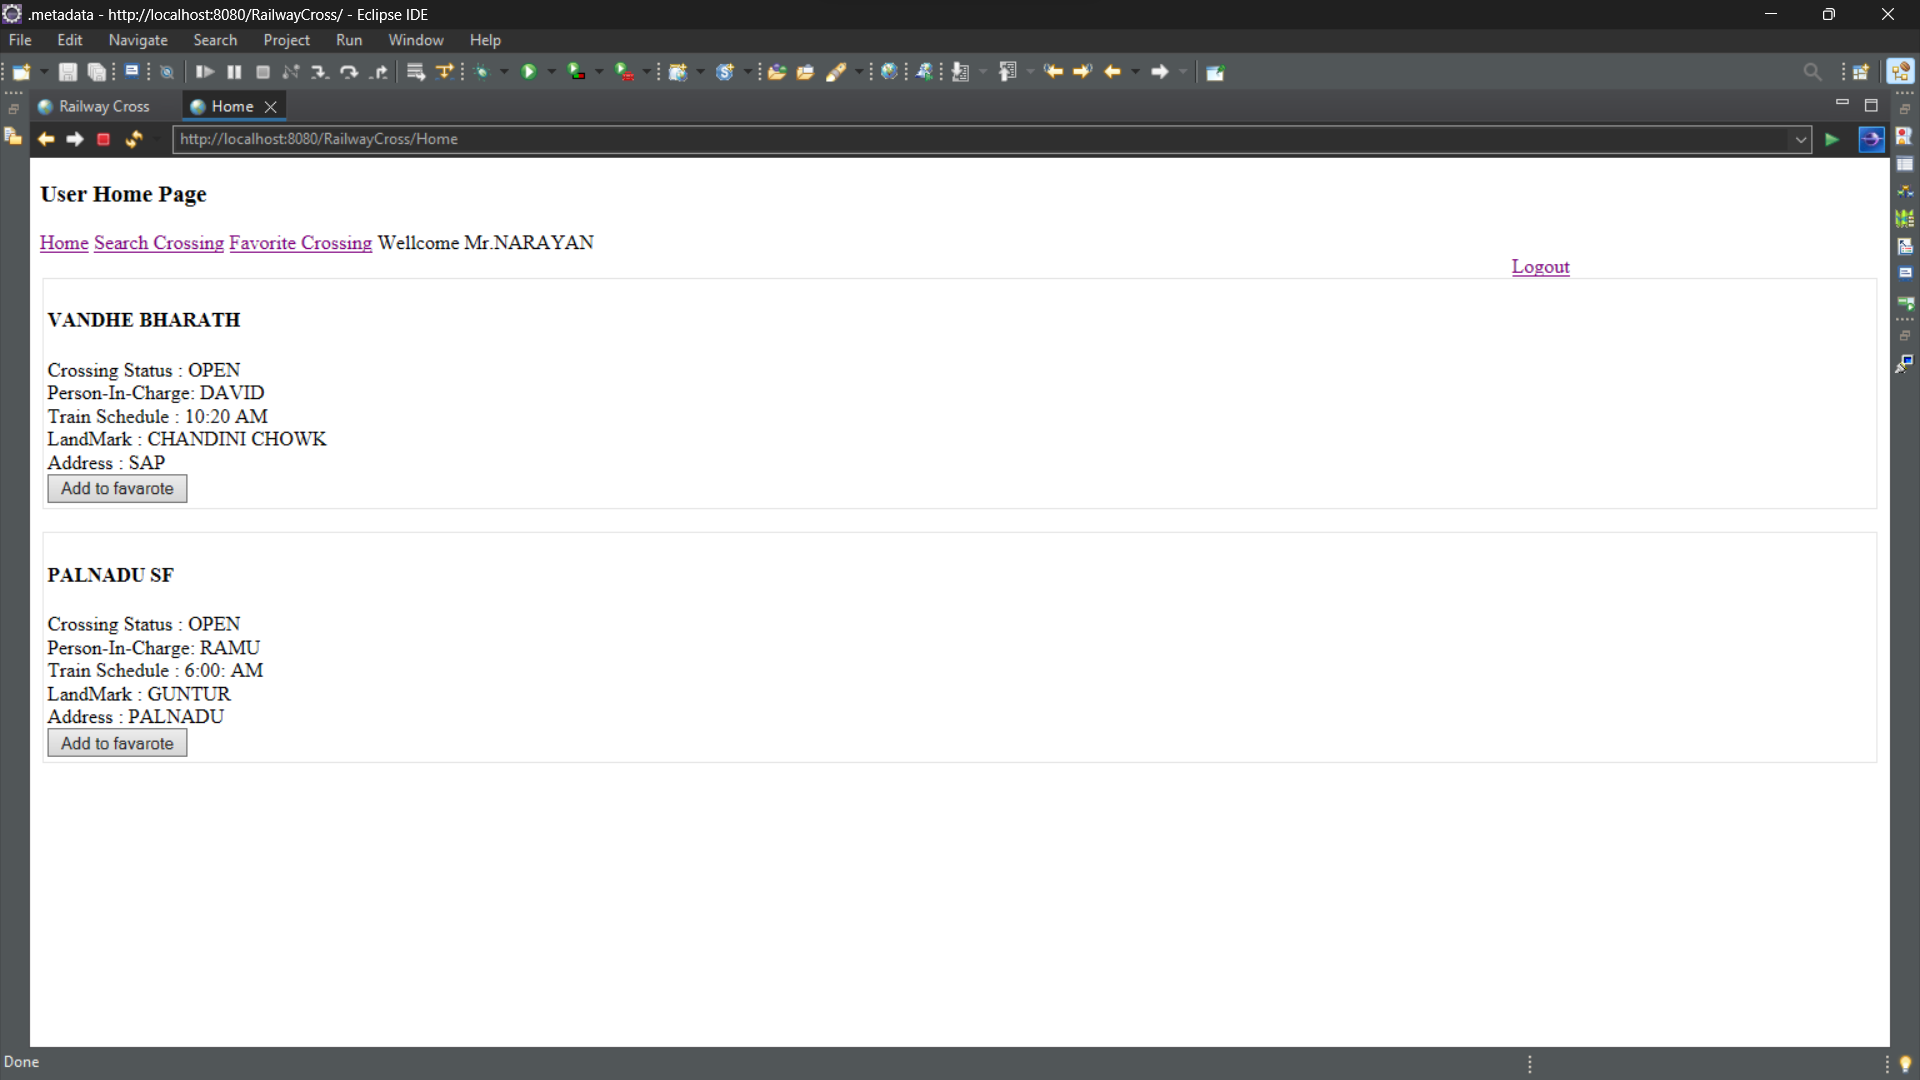 .metadata - http://localhost:8080/RailwayCross/ - Eclipse IDE
File Edit Navigate Search Project Run Window Help
Railway Cross Home
http://localhost:8080/RailwayCross/Home
User Home Page
Home Search Crossing Favorite Crossing Wellcome Mr.NARAYAN
Logout
VANDHE BHARATH
Crossing Status : OPEN
Person-In-Charge: DAVID
Train Schedule : 10:20 AM
LandMark : CHANDINI CHOWK
Address : SAP
Add to favarote
PALNADU SF
Crossing Status : OPEN
Person-In-Charge: RAMU
Train Schedule : 6:00: AM
LandMark : GUNTUR
Address : PALNADU
Add to favarote
Done